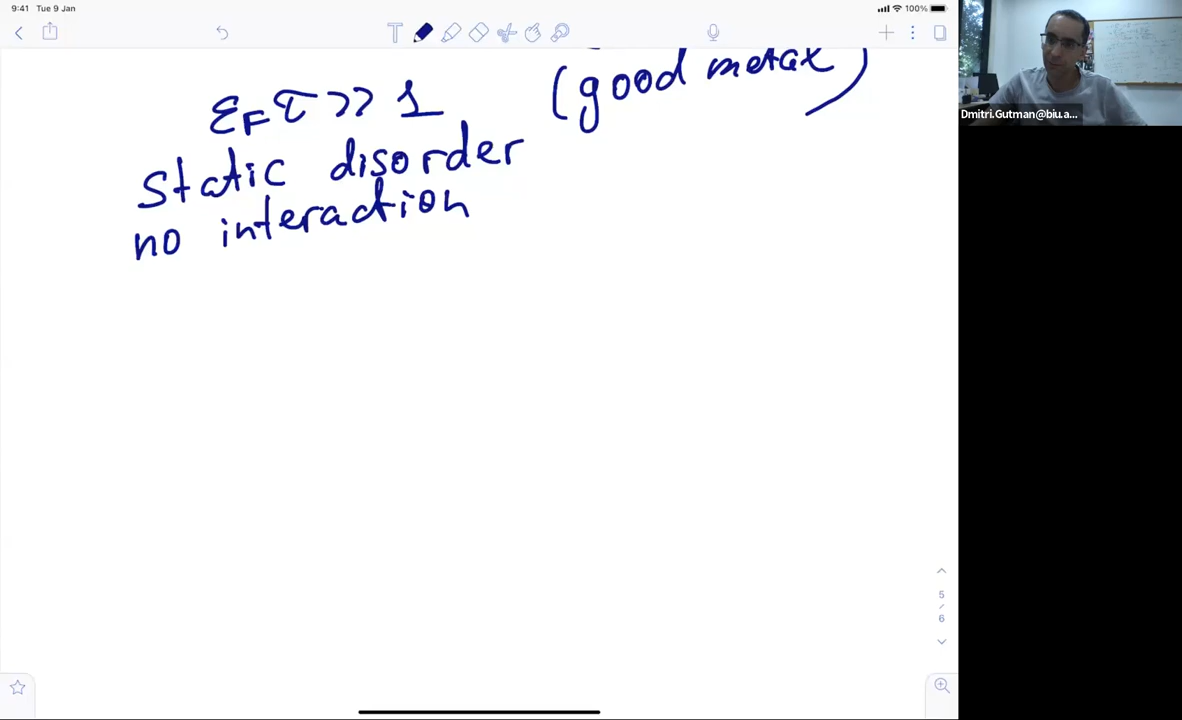 9:41 Tue 9 Jan
100%
(good metal)
ε_F τ >> 1
static disorder
no interaction
Dmitri.Gutman@biu.a...
5
/
6